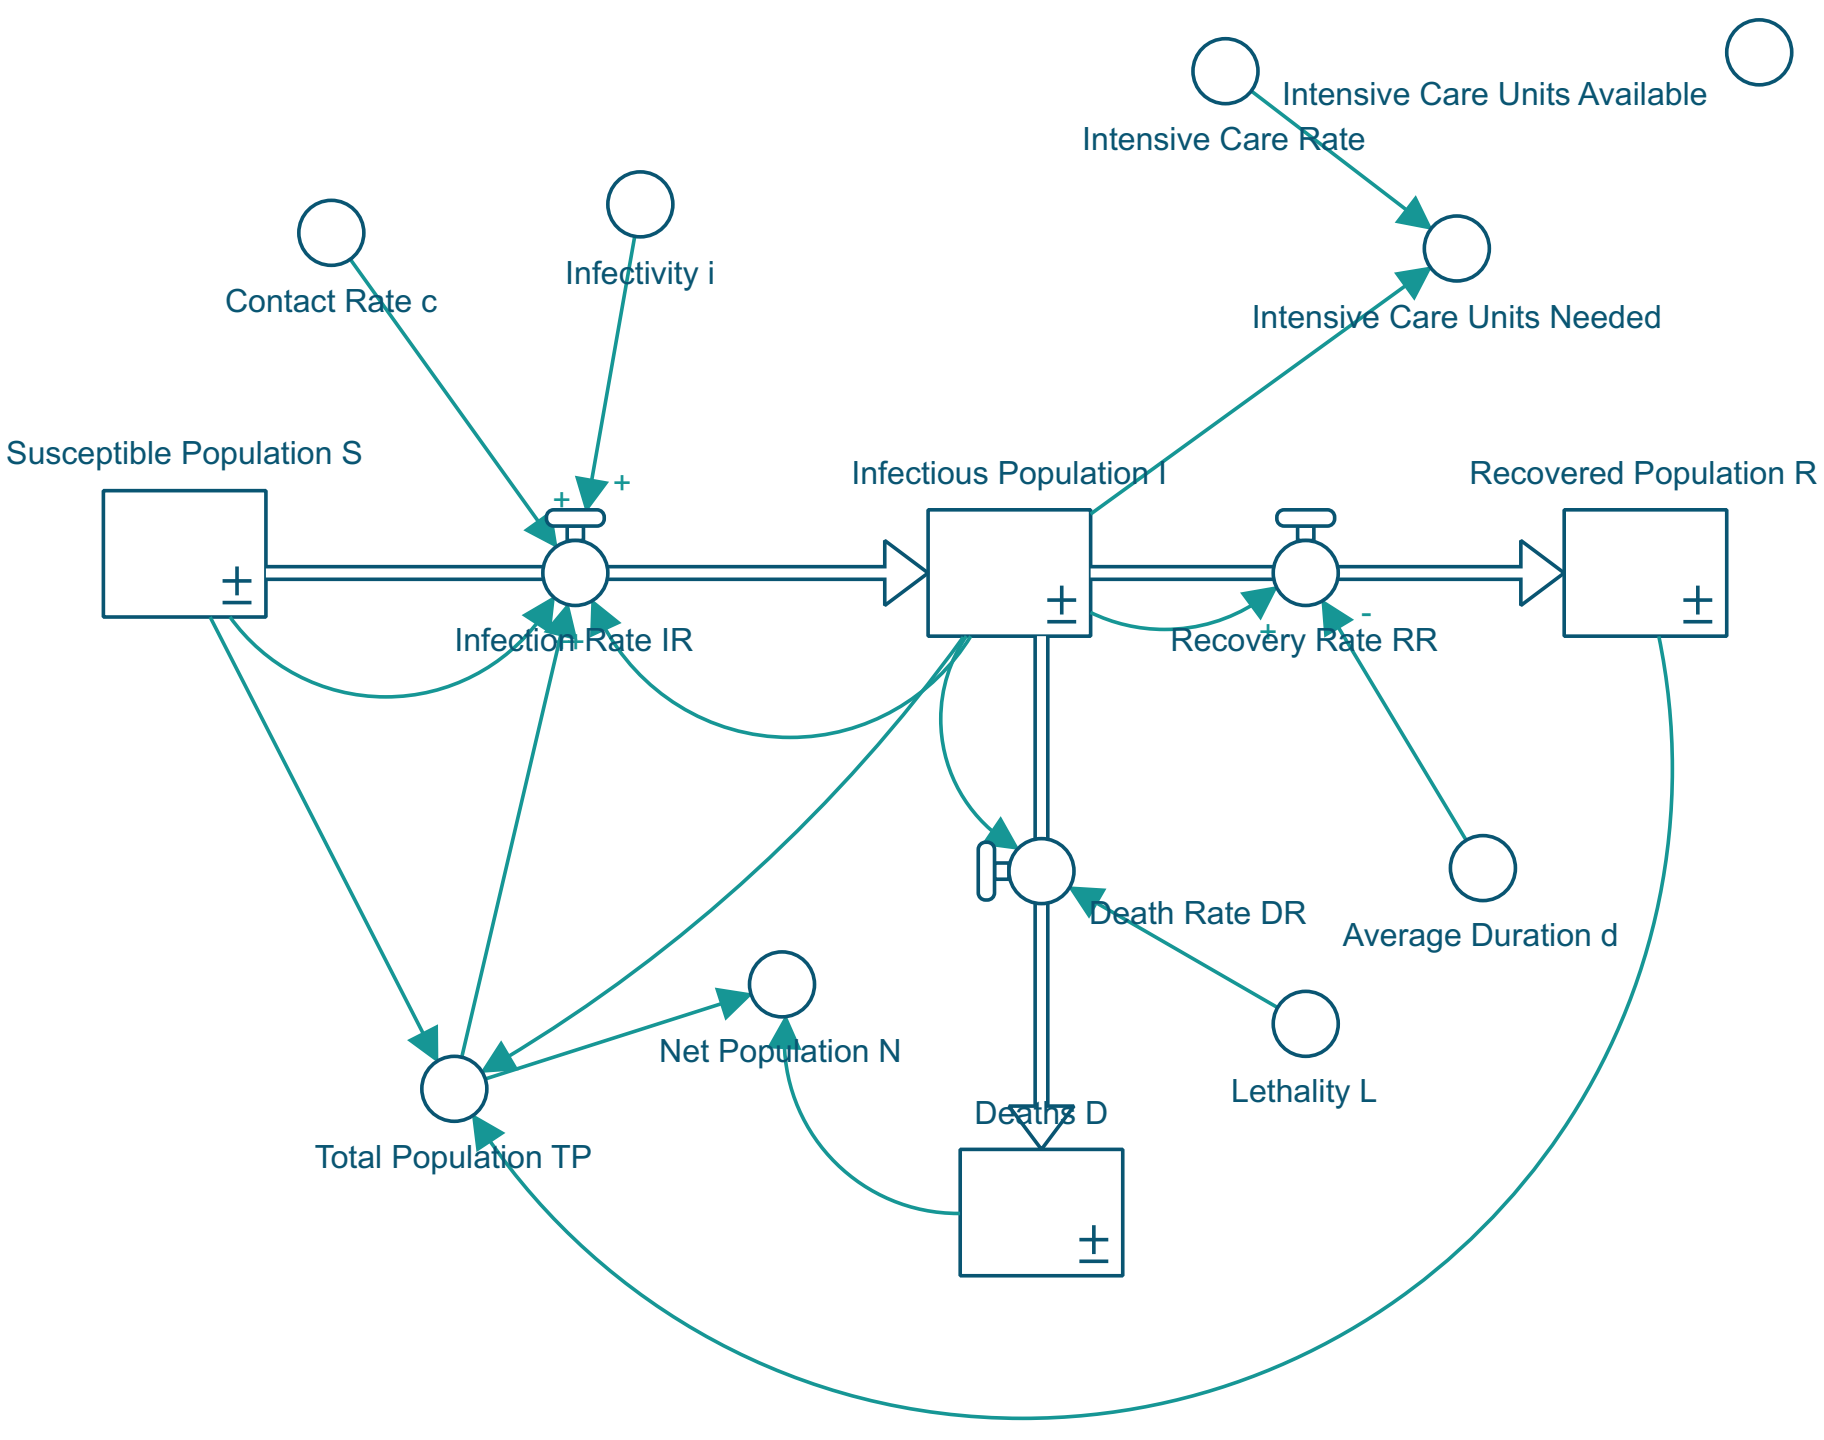 Intensive Care Units Available
Intensive Care Rate
Infectivity i
Contact Rate c
Intensive Care Units Needed
Susceptible Population S
Infectious Population I
Recovered Population R
+
+
±
±
±
Infection Rate IR
+
Recovery Rate RR
+
-
Death Rate DR
Average Duration d
Net Population N
Lethality L
Deaths D
Total Population TP
±